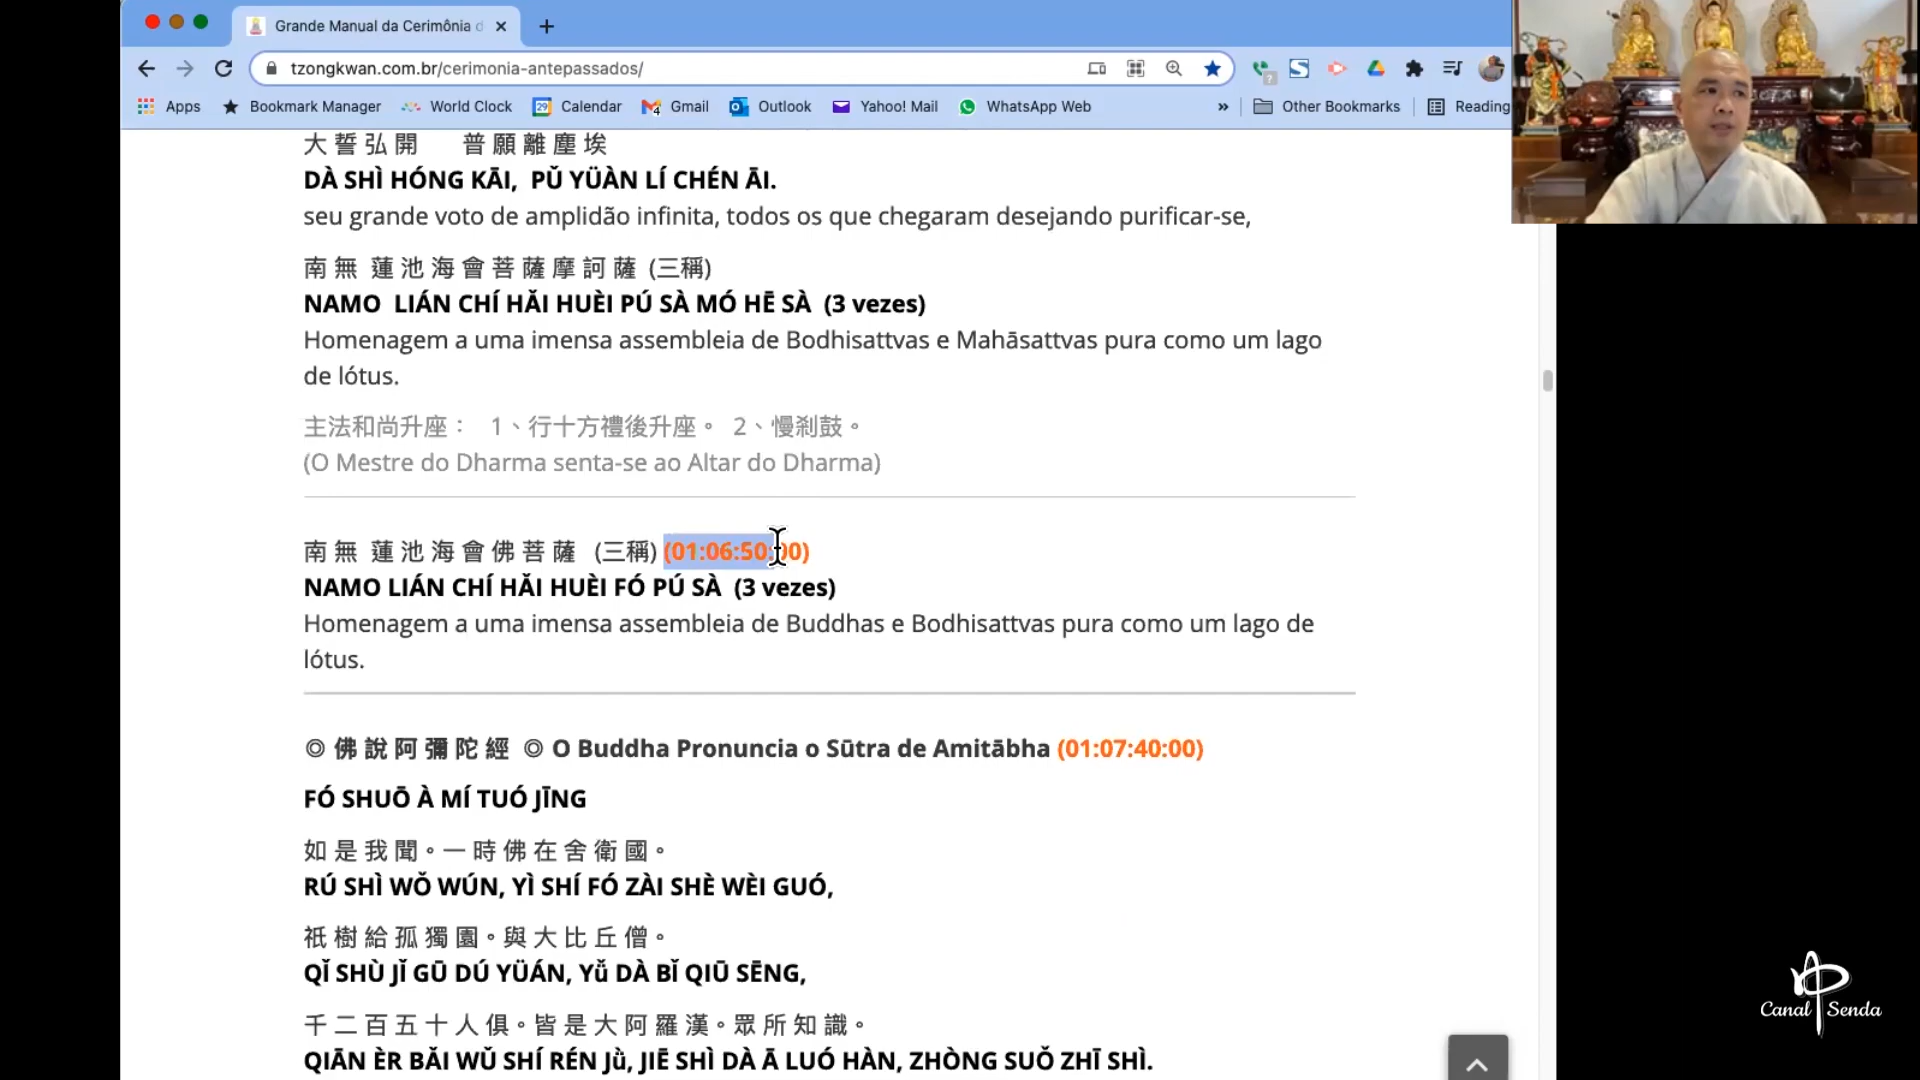 Grande Manual da Cerimônia d
tzongkwan.com.br/cerimonia-antepassados/
Apps Bookmark Manager World Clock 29 Calendar 4 Gmail Outlook Yahoo! Mail WhatsApp Web » Other Bookmarks Reading
大誓弘開 普願離塵埃
DÀ SHÌ HÓNG KĀI, PǓ YÜÀN LÍ CHÉN ĀI.
seu grande voto de amplidão infinita, todos os que chegaram desejando purificar-se,
南無 蓮池海會菩薩摩訶薩 (三稱)
NAMO LIÁN CHÍ HǍI HUÈI PÚ SÀ MÓ HĒ SÀ (3 vezes)
Homenagem a uma imensa assembleia de Bodhisattvas e Mahāsattvas pura como um lago
de lótus.
主法和尚升座： 1、行十方禮後升座。 2、慢剎鼓。
(O Mestre do Dharma senta-se ao Altar do Dharma)
南無 蓮池海會佛菩薩 (三稱) (01:06:50:00)
NAMO LIÁN CHÍ HǍI HUÈI FÓ PÚ SÀ (3 vezes)
Homenagem a uma imensa assembleia de Buddhas e Bodhisattvas pura como um lago de
lótus.
◎ 佛說阿彌陀經 ◎ O Buddha Pronuncia o Sūtra de Amitābha (01:07:40:00)
FÓ SHUŌ À MÍ TUÓ JĪNG
如是我聞。一時佛在舍衛國。
RÚ SHÌ WǑ WÚN, YÌ SHÍ FÓ ZÀI SHÈ WÈI GUÓ,
祇樹給孤獨園。與大比丘僧。
QǏ SHÙ JǏ GŪ DÚ YÜÁN, Yǚ DÀ BǏ QIŪ SĒNG,
千二百五十人俱。皆是大阿羅漢。眾所知識。
QIĀN ÈR BǍI WǓ SHÍ RÉN Jǜ, JIĒ SHÌ DÀ Ā LUÓ HÀN, ZHÒNG SUǑ ZHĪ SHÌ.
Canal Senda